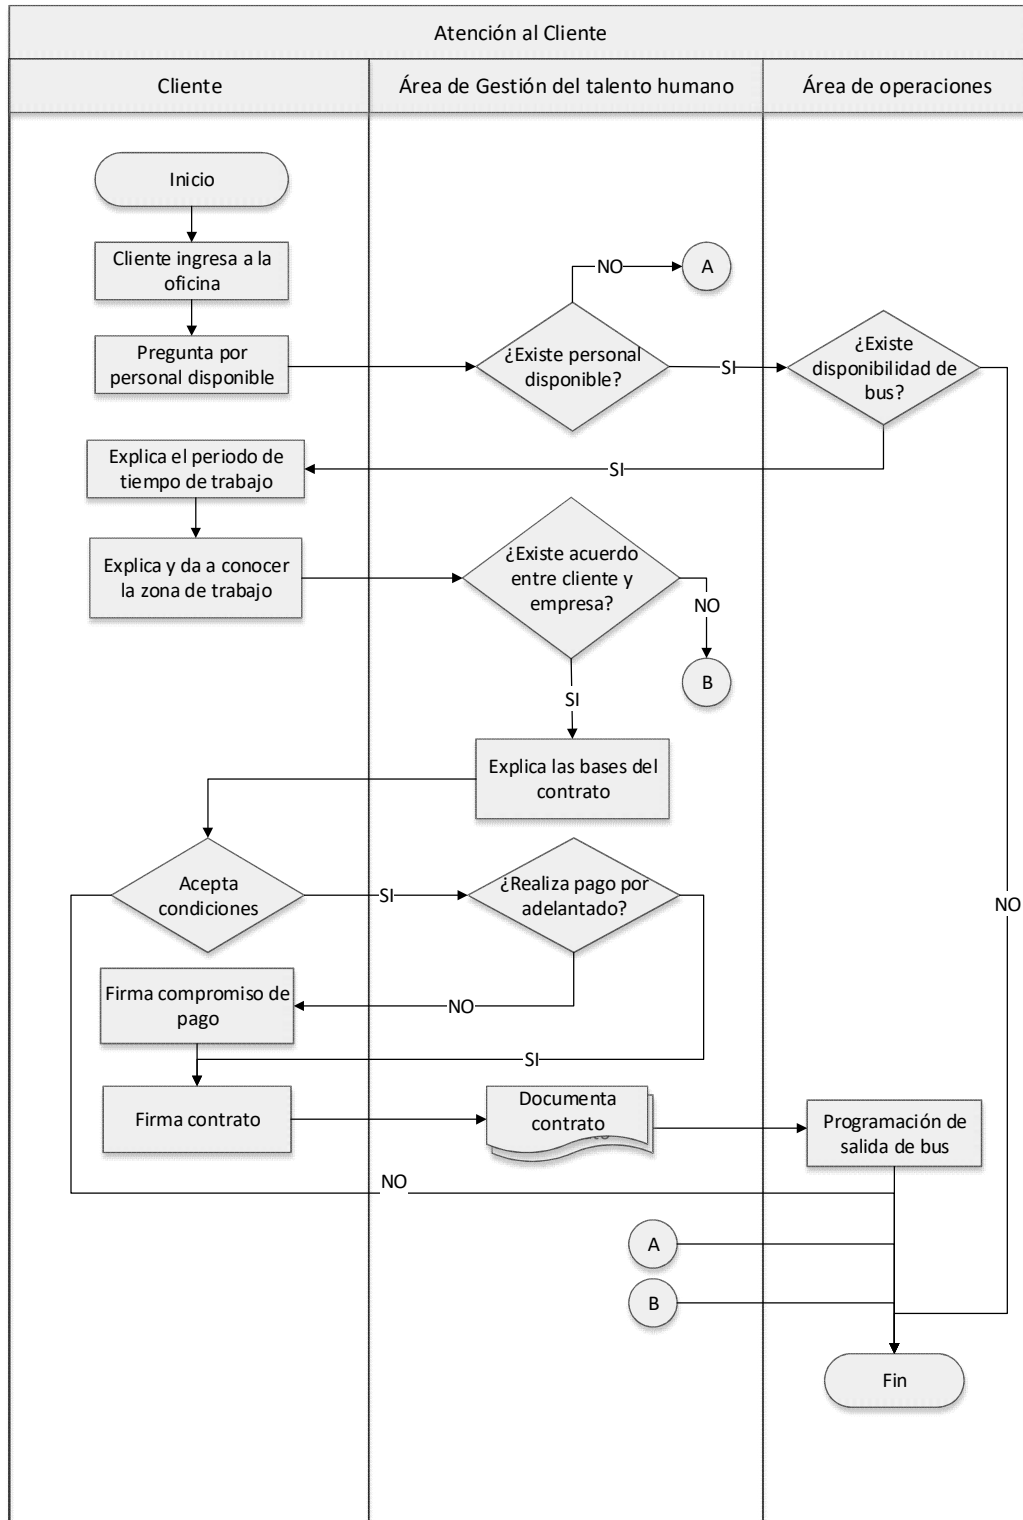 Atención al Cliente
Cliente
Área de Gestión del talento humano
Área de operaciones
Inicio
Cliente ingresa a la
oficina
NO
A
Pregunta por
personal disponible
¿Existe personal
disponible?
SI
¿Existe
disponibilidad de
bus?
Explica el periodo de
tiempo de trabajo
SI
Explica y da a conocer
la zona de trabajo
¿Existe acuerdo
entre cliente y
empresa?
NO
B
SI
Explica las bases del
contrato
Acepta
condiciones
SI
¿Realiza pago por
adelantado?
NO
Firma compromiso de
pago
NO
SI
Firma contrato
Documenta
contrato
Programación de
salida de bus
NO
A
B
Fin